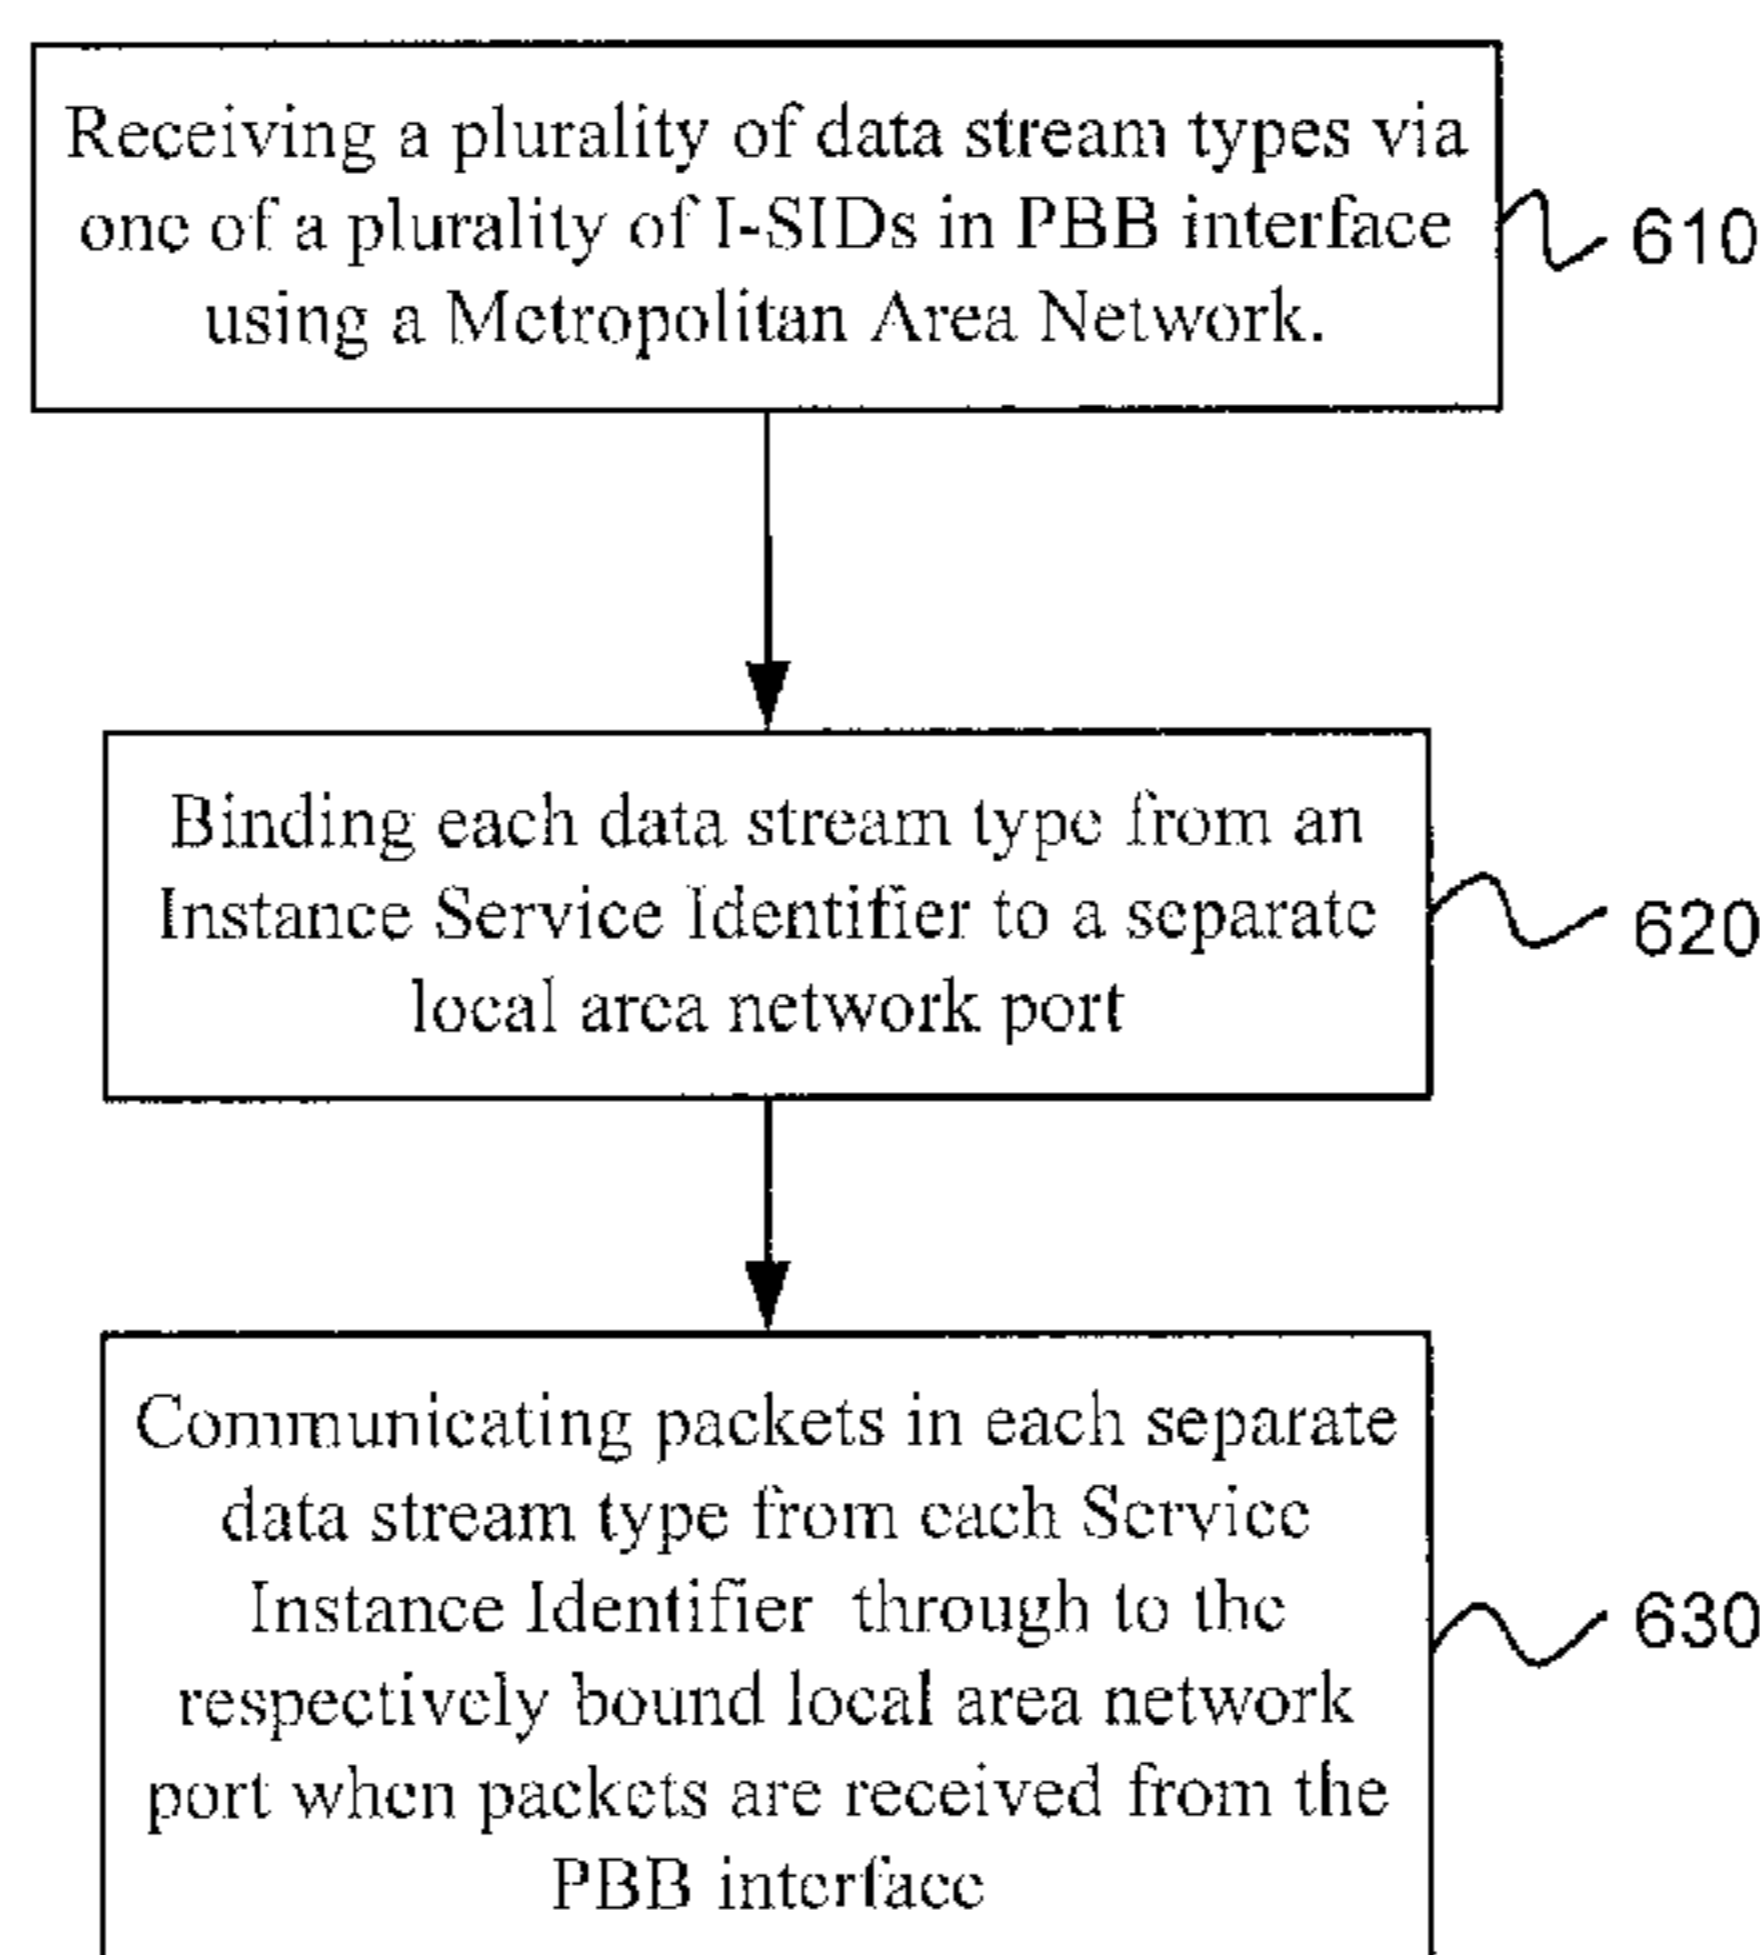 Receiving a plurality of data stream types via
one of a plurality of I-SIDs in PBB interface
using a Metropolitan Area Network.
610
Binding each data stream type from an
Instance Service Identifier to a separate
local area network port
620
Communicating packets in each separate
data stream type from each Service
Instance Identifier through to the
respectively bound local area network
port when packets are received from the
PBB interface
630